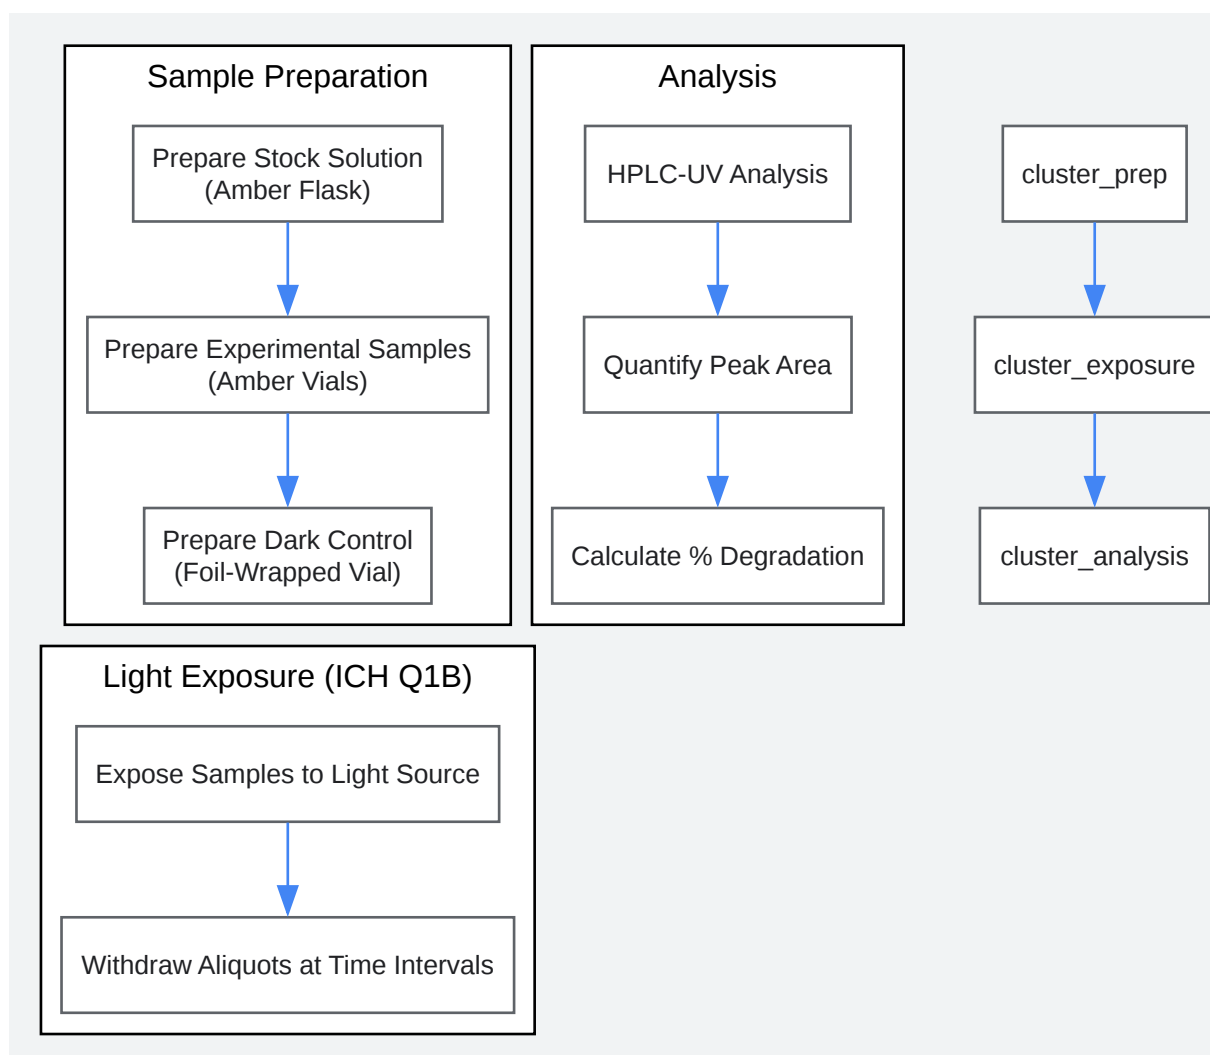 Sample Preparation
Prepare Stock Solution
(Amber Flask)
Prepare Experimental Samples
(Amber Vials)
Prepare Dark Control
(Foil-Wrapped Vial)
Analysis
HPLC-UV Analysis
Quantify Peak Area
Calculate % Degradation
cluster_prep
cluster_exposure
cluster_analysis
Light Exposure (ICH Q1B)
Expose Samples to Light Source
Withdraw Aliquots at Time Intervals